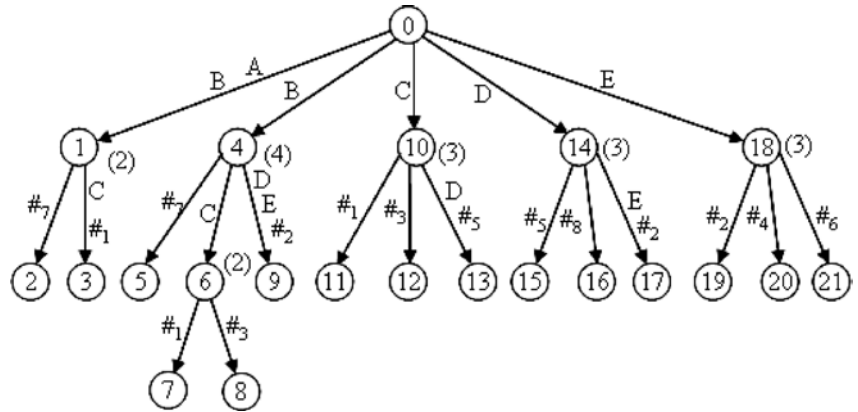 0
A
B B C D E
1 (2) 4 (4) 10 (3) 14 (3) 18 (3)
#7 C #1 #7 C D E #2 #1 #3 D #5 #5 #8 E #2 #2 #4 #6
2 3 5 6 (2) 9 11 12 13 15 16 17 19 20 21
#1 #3
7 8